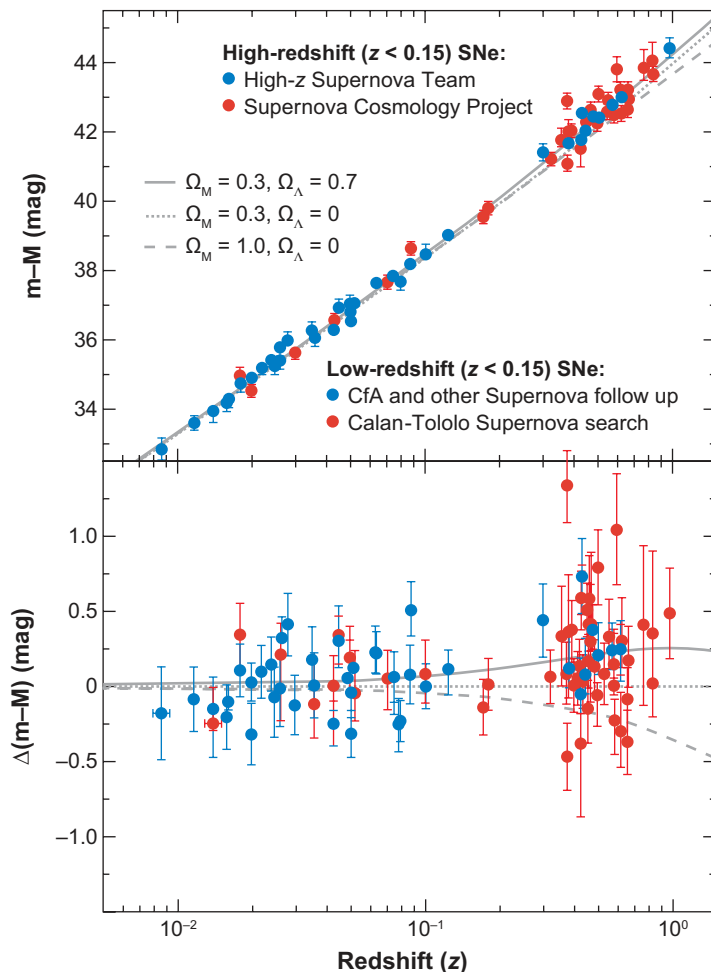 44
42
40
38
36
34
m–M (mag)
High-redshift (z < 0.15) SNe:
High-z Supernova Team
Supernova Cosmology Project
Ω_M = 0.3, Ω_Λ = 0.7
Ω_M = 0.3, Ω_Λ = 0
Ω_M = 1.0, Ω_Λ = 0
Low-redshift (z < 0.15) SNe:
CfA and other Supernova follow up
Calan-Tololo Supernova search
1.0
0.5
0
–0.5
–1.0
Δ(m–M) (mag)
10⁻² 10⁻¹ 10⁰
Redshift (z)